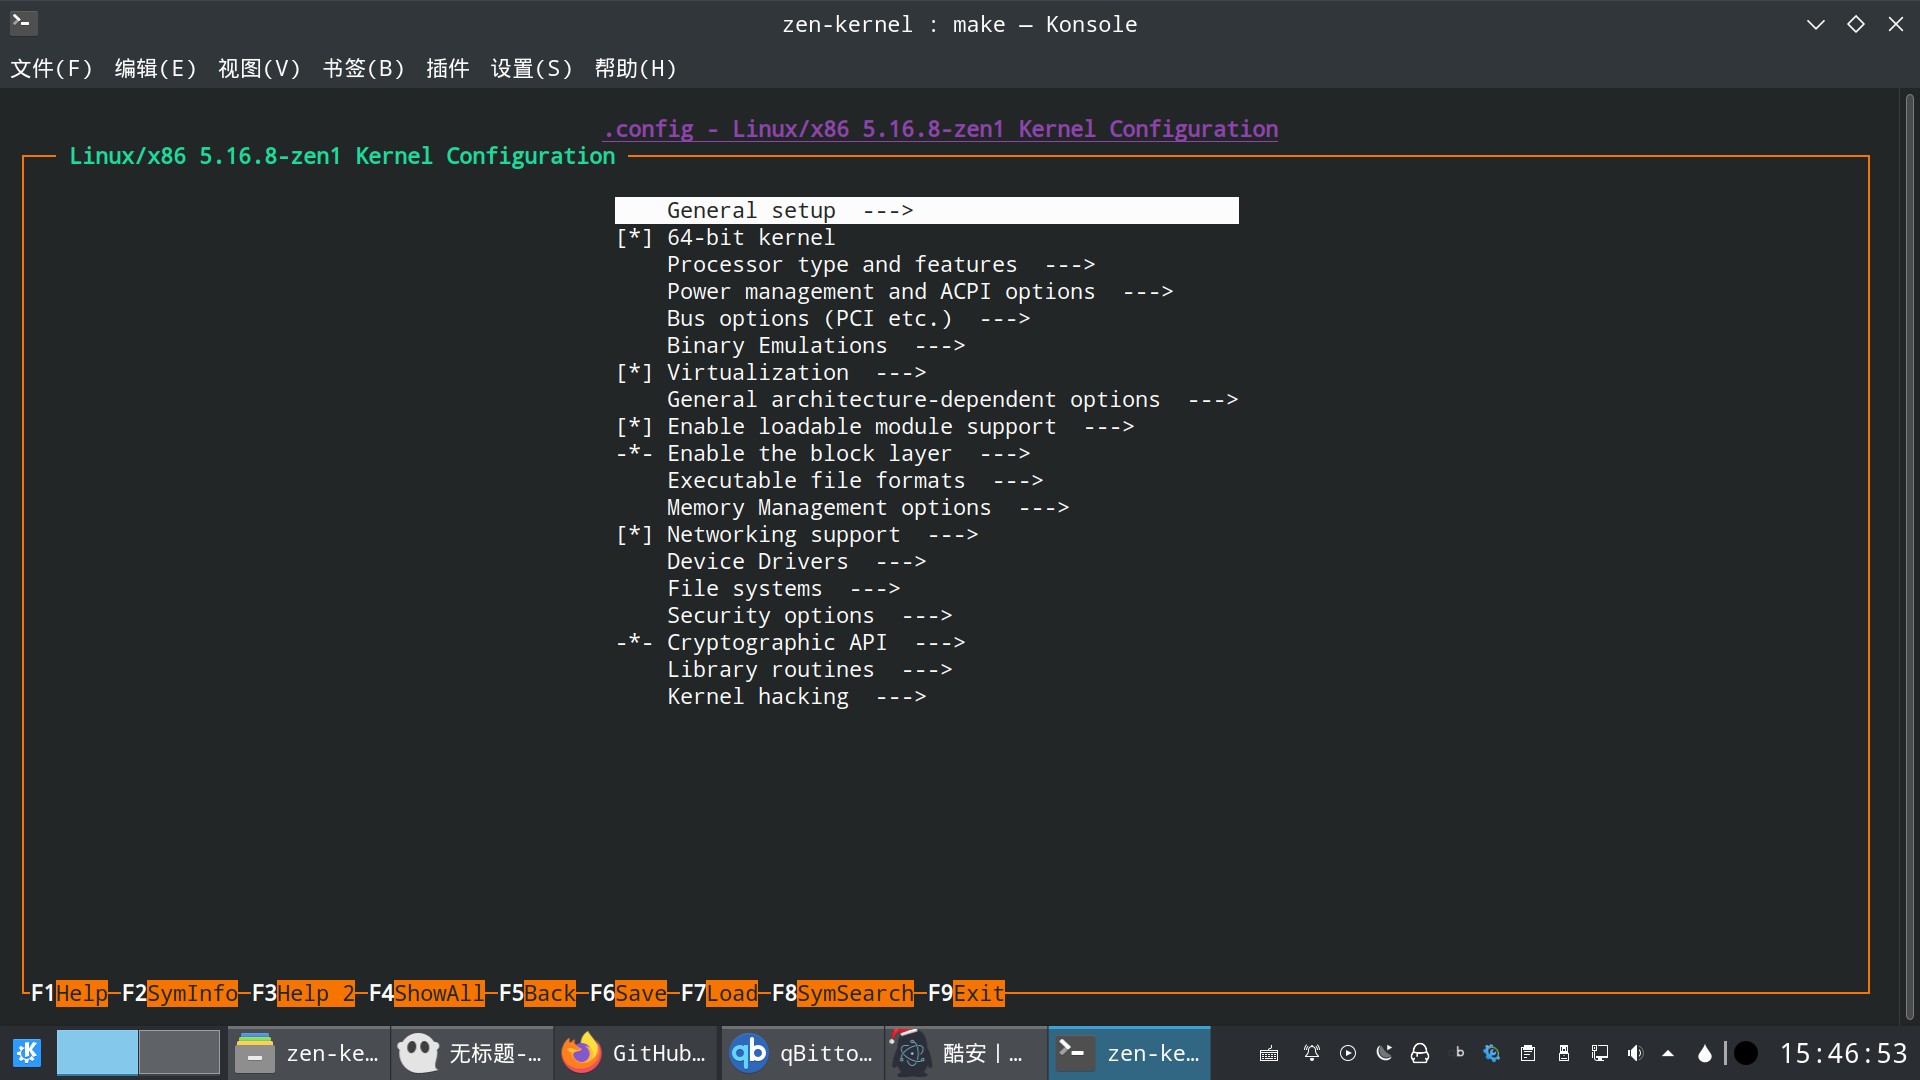 zen-kernel : make — Konsole
文件(F) 编辑(E) 视图(V) 书签(B) 插件 设置(S) 帮助(H)
.config - Linux/x86 5.16.8-zen1 Kernel Configuration
Linux/x86 5.16.8-zen1 Kernel Configuration
General setup  --->
[*] 64-bit kernel
Processor type and features  --->
Power management and ACPI options  --->
Bus options (PCI etc.)  --->
Binary Emulations  --->
[*] Virtualization  --->
General architecture-dependent options  --->
[*] Enable loadable module support  --->
-*- Enable the block layer  --->
Executable file formats  --->
Memory Management options  --->
[*] Networking support  --->
Device Drivers  --->
File systems  --->
Security options  --->
-*- Cryptographic API  --->
Library routines  --->
Kernel hacking  --->
F1Help F2SymInfo F3Help 2 F4ShowAll F5Back F6Save F7Load F8SymSearch F9Exit
zen-ke... 无标题-... GitHub... qb qBitto... 酷安 | ... zen-ke... 15:46:53